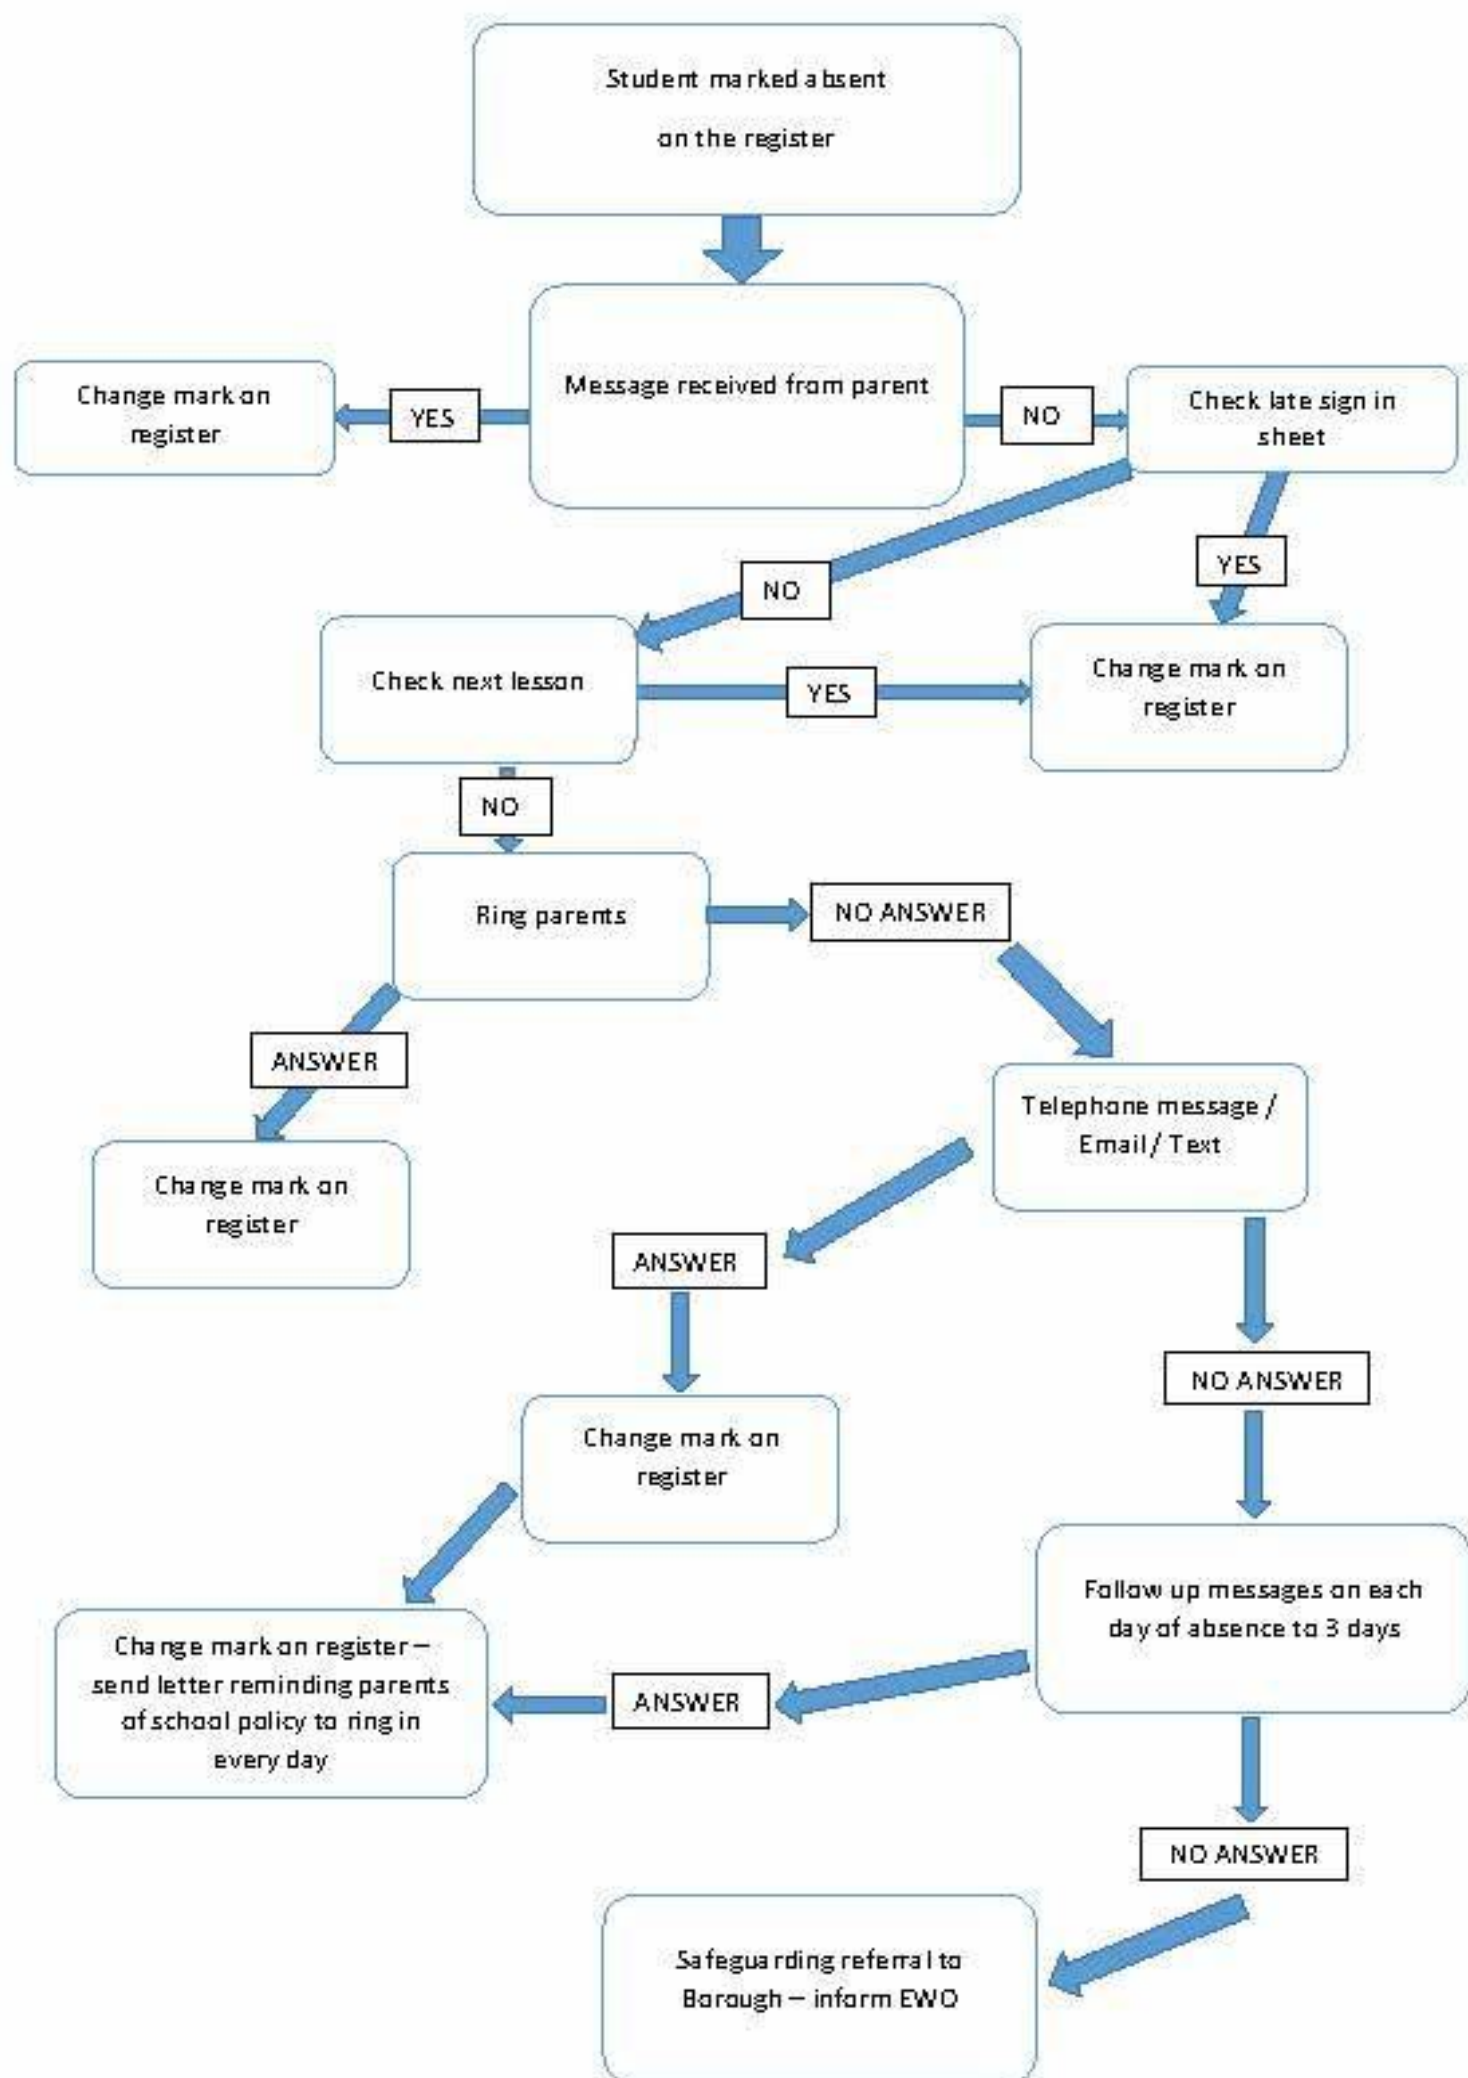 Student marked absent
on the register
Message received from parent
Change mark on
register
YES
NO
Check late sign in
sheet
NO
YES
Check next lesson
YES
Change mark on
register
NO
Ring parents
NO ANSWER
ANSWER
Change mark on
register
Telephone message /
Email / Text
ANSWER
NO ANSWER
Change mark on
register
Follow up messages on each
day of absence to 3 days
Change mark on register –
send letter reminding parents
of school policy to ring in
every day
ANSWER
NO ANSWER
Safeguarding referral to
Borough – inform EWO